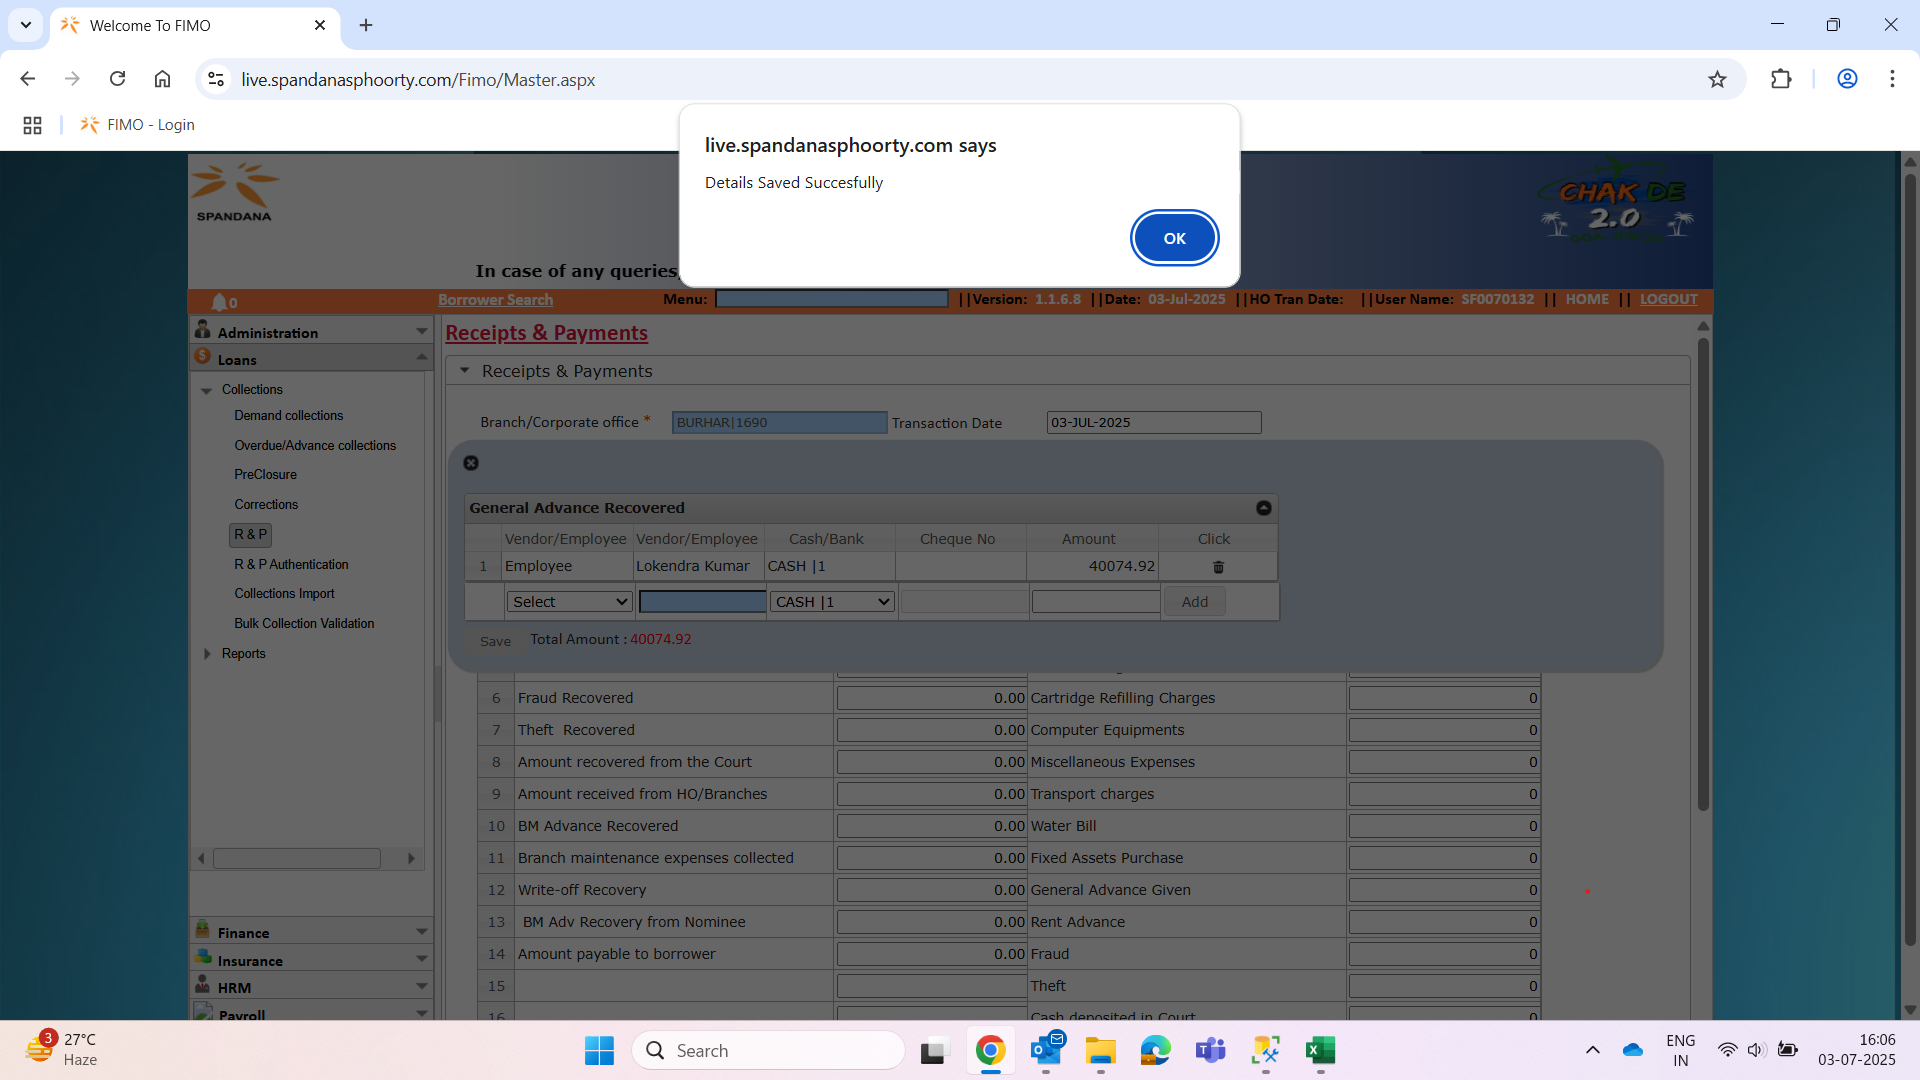 Welcome To FIMO
live.spandanasphoorty.com/Fimo/Master.aspx
FIMO - Login
live.spandanasphoorty.com says
Details Saved Succesfully
OK
SPANDANA
CHAK DE
2.0
In case of any queries,
0
Borrower Search
Menu:
||Version: 1.1.6.8 ||Date: 03-Jul-2025 ||HO Tran Date: ||User Name: SF0070132 || HOME || LOGOUT
Administration
Loans
Collections
Demand collections
Overdue/Advance collections
PreClosure
Corrections
R & P
R & P Authentication
Collections Import
Bulk Collection Validation
Reports
Finance
Insurance
HRM
Payroll
Receipts & Payments
Receipts & Payments
Branch/Corporate office * BURHAR|1690 Transaction Date 03-JUL-2025
General Advance Recovered
Vendor/Employee Vendor/Employee Cash/Bank Cheque No Amount Click
1 Employee Lokendra Kumar CASH |1 40074.92
Select CASH |1 Add
Save Total Amount : 40074.92
6 Fraud Recovered 0.00 Cartridge Refilling Charges 0
7 Theft Recovered 0.00 Computer Equipments 0
8 Amount recovered from the Court 0.00 Miscellaneous Expenses 0
9 Amount received from HO/Branches 0.00 Transport charges 0
10 BM Advance Recovered 0.00 Water Bill 0
11 Branch maintenance expenses collected 0.00 Fixed Assets Purchase 0
12 Write-off Recovery 0.00 General Advance Given 0
13 BM Adv Recovery from Nominee 0.00 Rent Advance 0
14 Amount payable to borrower 0.00 Fraud 0
15 Theft 0
16 Cash deposited in Court 0
3
27°C
Haze
Search
ENG
IN
16:06
03-07-2025